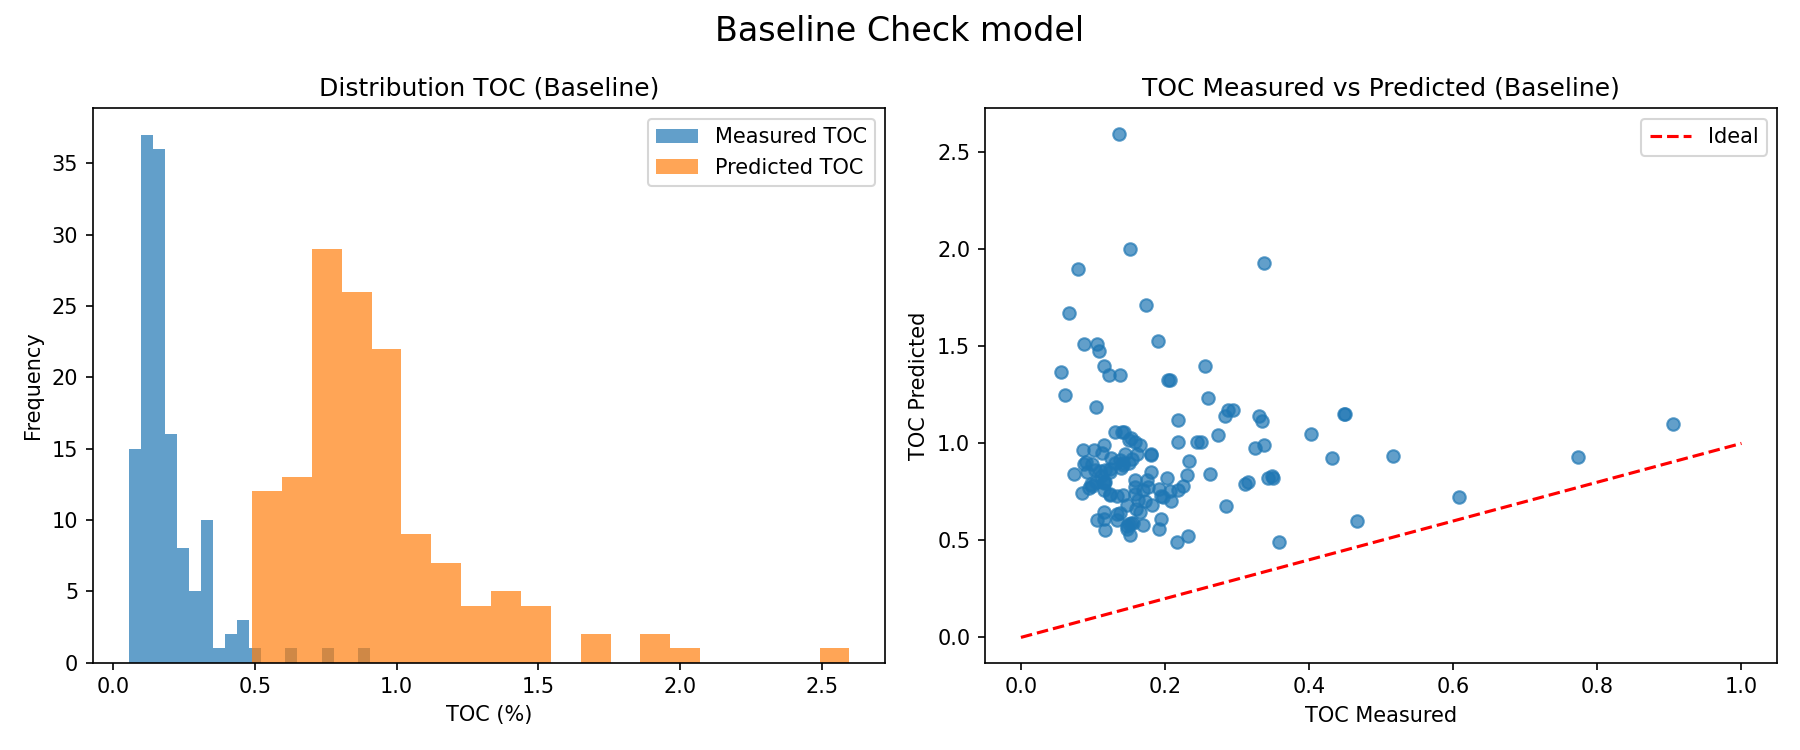 Baseline Check model
Distribution TOC (Baseline)
Measured TOC
Predicted TOC
Frequency
35
30
25
20
15
10
5
0
0.0 0.5 1.0 1.5 2.0 2.5
TOC (%)
TOC Measured vs Predicted (Baseline)
Ideal
TOC Predicted
2.5
2.0
1.5
1.0
0.5
0.0
0.0 0.2 0.4 0.6 0.8 1.0
TOC Measured